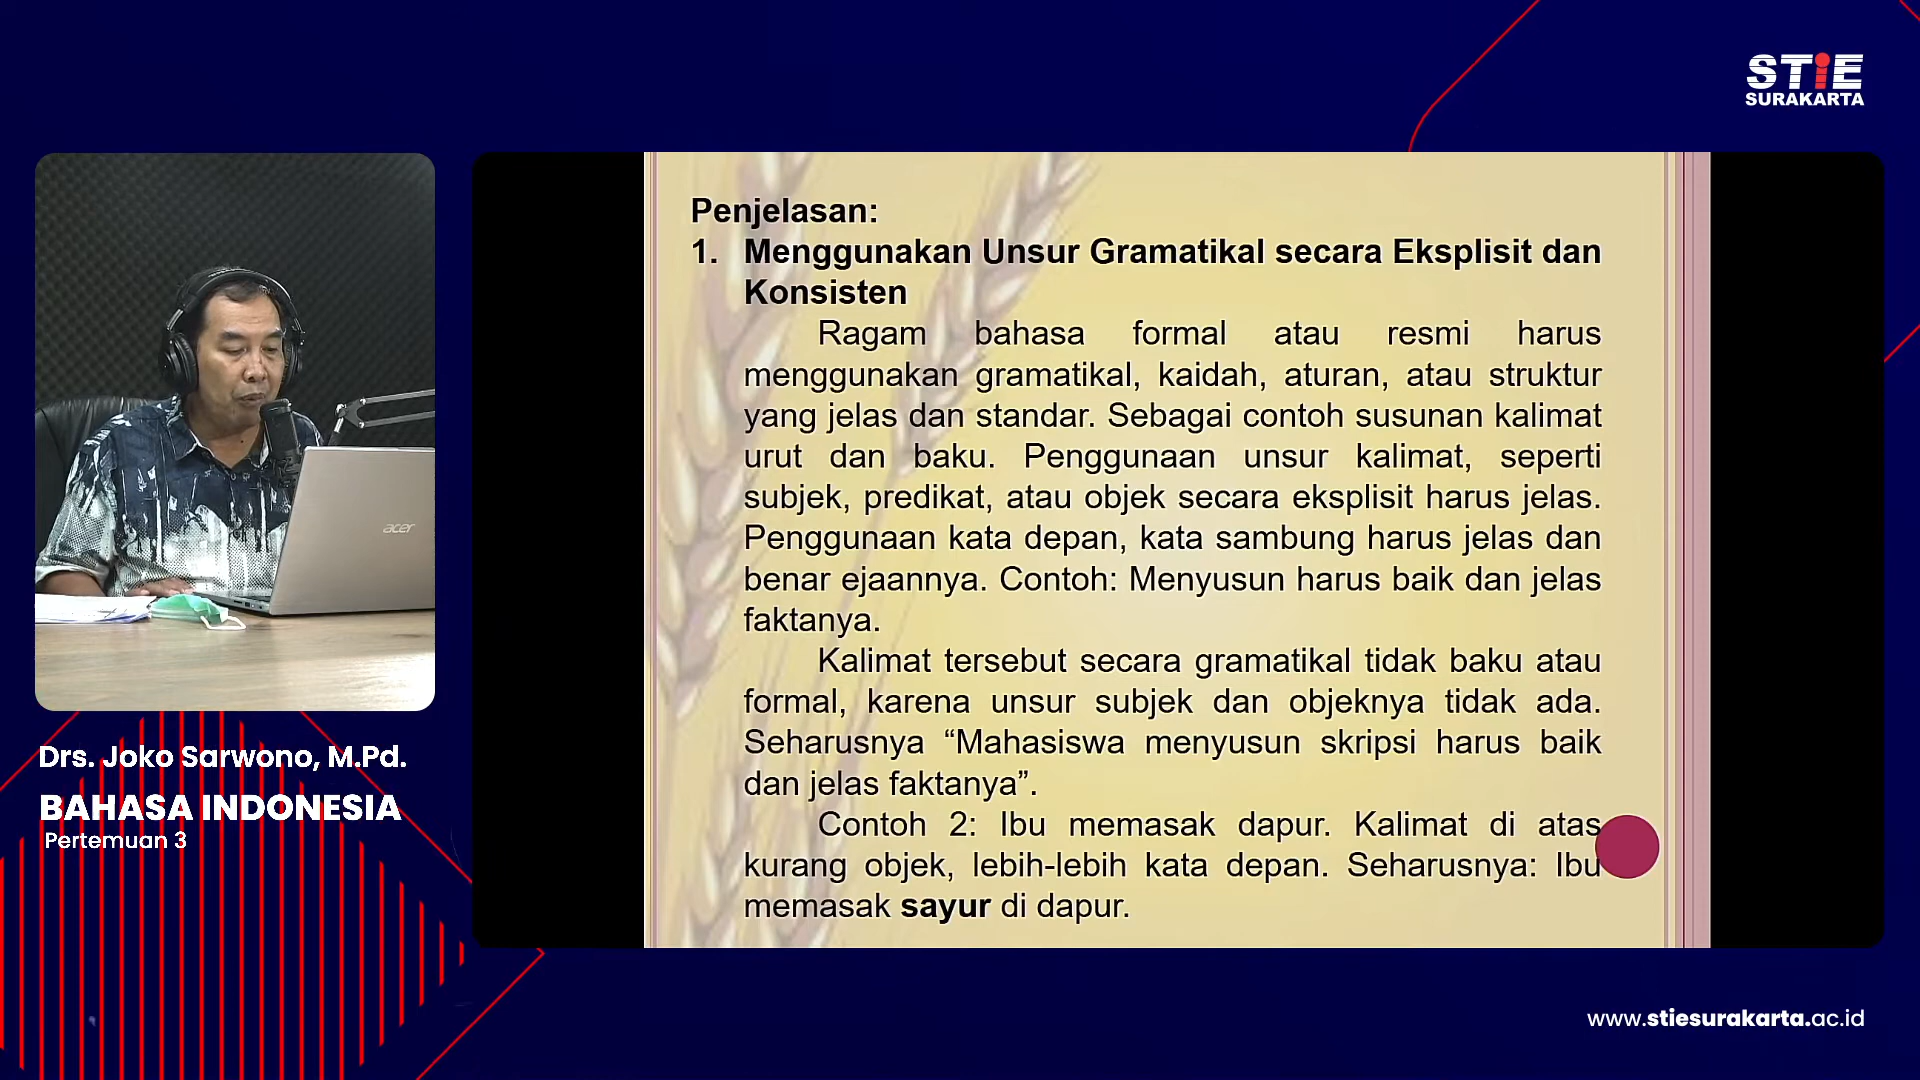 STiE
SURAKARTA
Penjelasan:
1. Menggunakan Unsur Gramatikal secara Eksplisit dan
Konsisten
Ragam bahasa formal atau resmi harus
menggunakan gramatikal, kaidah, aturan, atau struktur
yang jelas dan standar. Sebagai contoh susunan kalimat
urut dan baku. Penggunaan unsur kalimat, seperti
subjek, predikat, atau objek secara eksplisit harus jelas.
Penggunaan kata depan, kata sambung harus jelas dan
benar ejaannya. Contoh: Menyusun harus baik dan jelas
faktanya.
Kalimat tersebut secara gramatikal tidak baku atau
formal, karena unsur subjek dan objeknya tidak ada.
Seharusnya “Mahasiswa menyusun skripsi harus baik
dan jelas faktanya”.
Contoh 2: Ibu memasak dapur. Kalimat di atas
kurang objek, lebih-lebih kata depan. Seharusnya: Ibu
memasak sayur di dapur.
acer
Drs. Joko Sarwono, M.Pd.
BAHASA INDONESIA
Pertemuan 3
www.stiesurakarta.ac.id